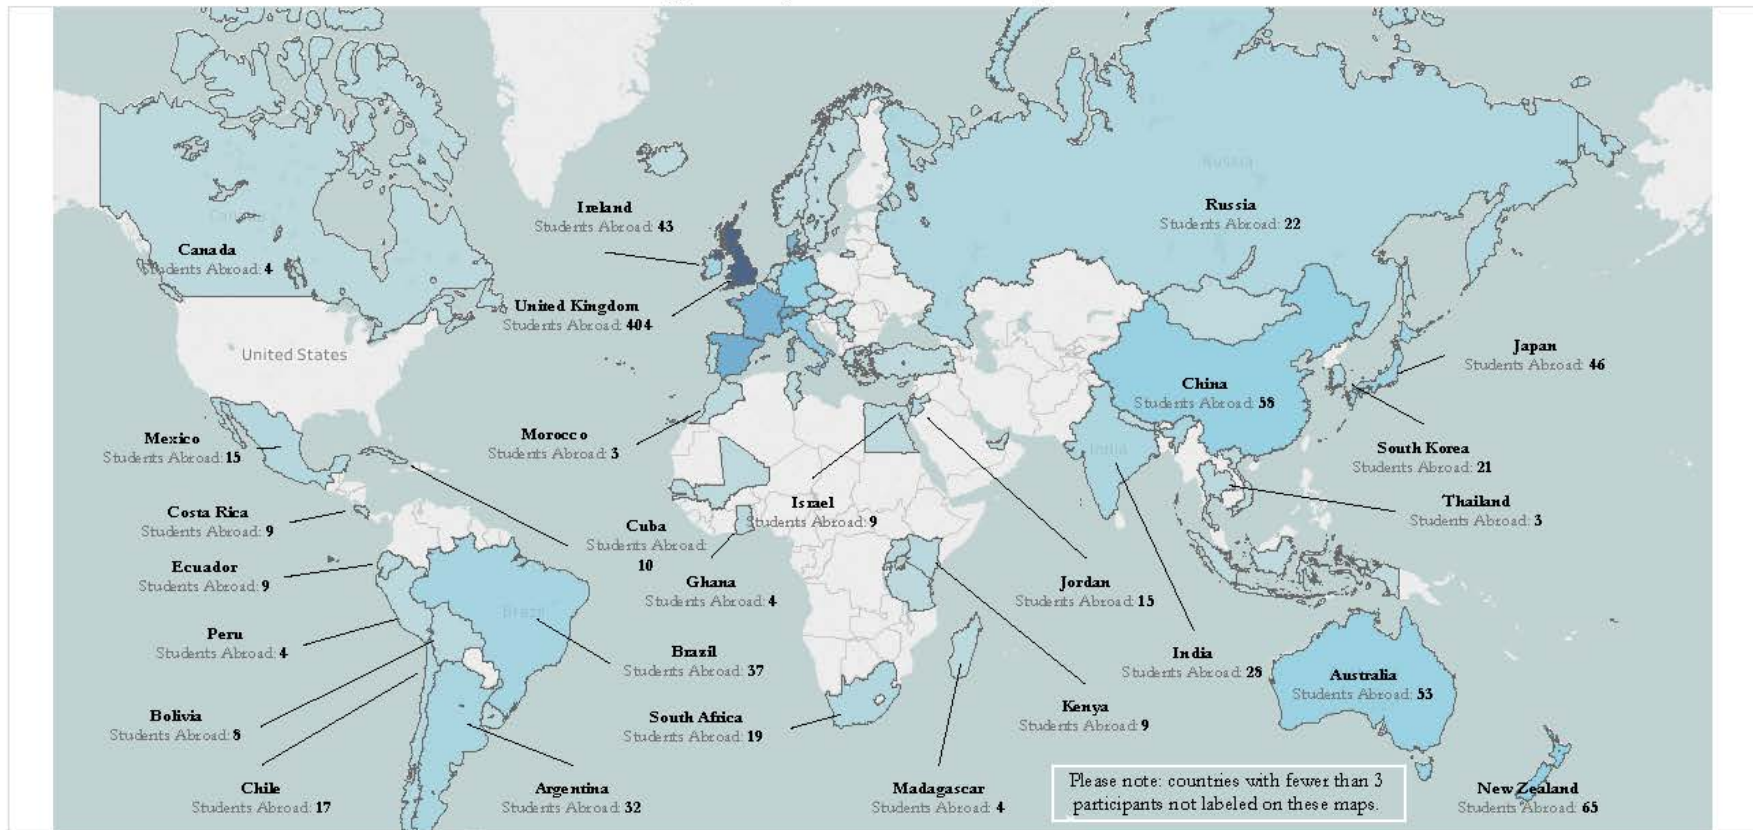 Russia
Ireland
Students Abroad: 43
Russia
Students Abroad: 22
Canada
Students Abroad: 4
United Kingdom
Students Abroad: 404
United States
Japan
Students Abroad: 46
China
Students Abroad: 58
Mexico
Students Abroad: 15
Morocco
Students Abroad: 3
India
South Korea
Students Abroad: 21
Israel
Students Abroad: 9
Thailand
Students Abroad: 3
Costa Rica
Students Abroad: 9
Cuba
Students Abroad:
10
Ecuador
Students Abroad: 9
Ghana
Students Abroad: 4
Jordan
Students Abroad: 15
Brazil
Peru
Students Abroad: 4
Brazil
Students Abroad: 37
India
Students Abroad: 28
Australia
Students Abroad: 53
Bolivia
Students Abroad: 8
South Africa
Students Abroad: 19
Kenya
Students Abroad: 9
Chile
Students Abroad: 17
Argentina
Students Abroad: 32
Madagascar
Students Abroad: 4
Please note: countries with fewer than 3
participants not labeled on these maps.
New Zealand
Students Abroad: 65